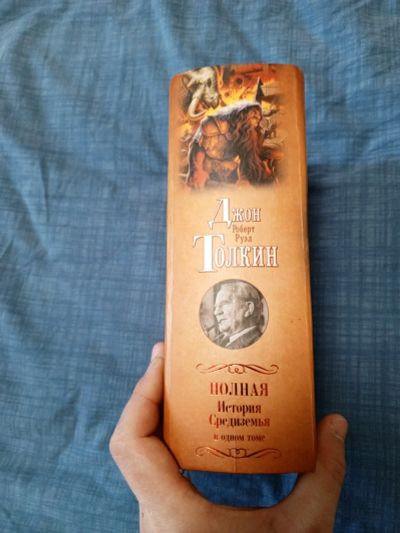 Джон
Роберт
Руэл
Толкин
ПОЛНАЯ
История
Средиземья
в одном томе